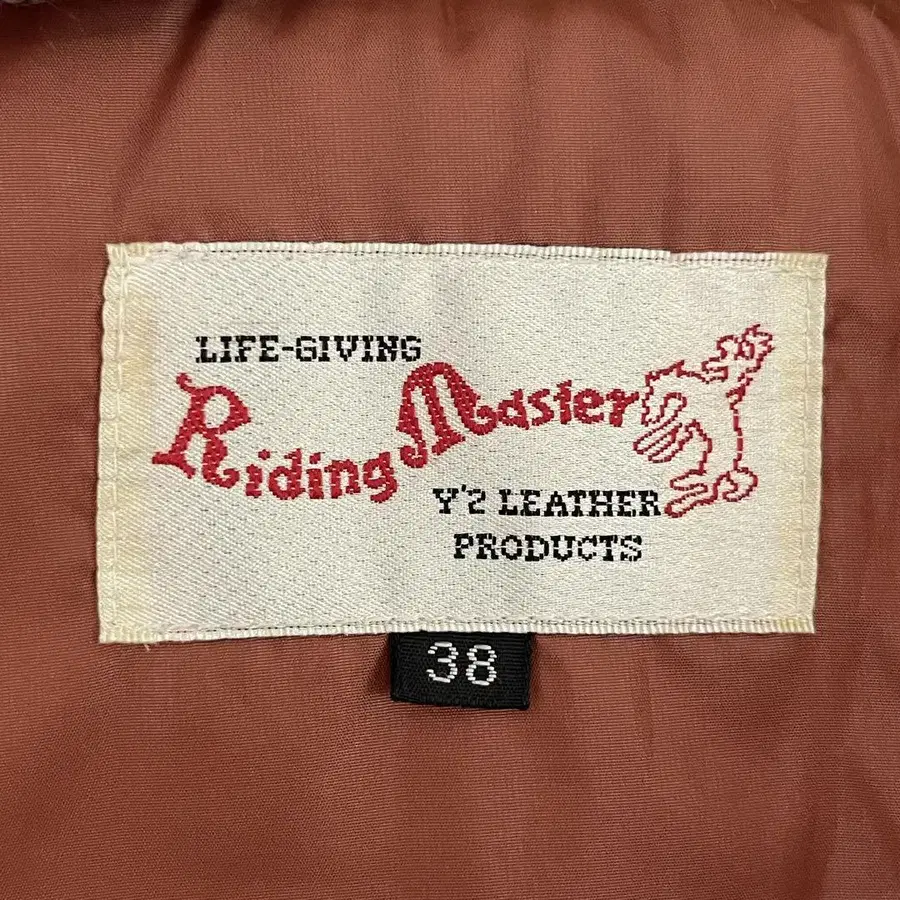 LIFE-GIVING
Riding Master
Y'2 LEATHER
PRODUCTS
38